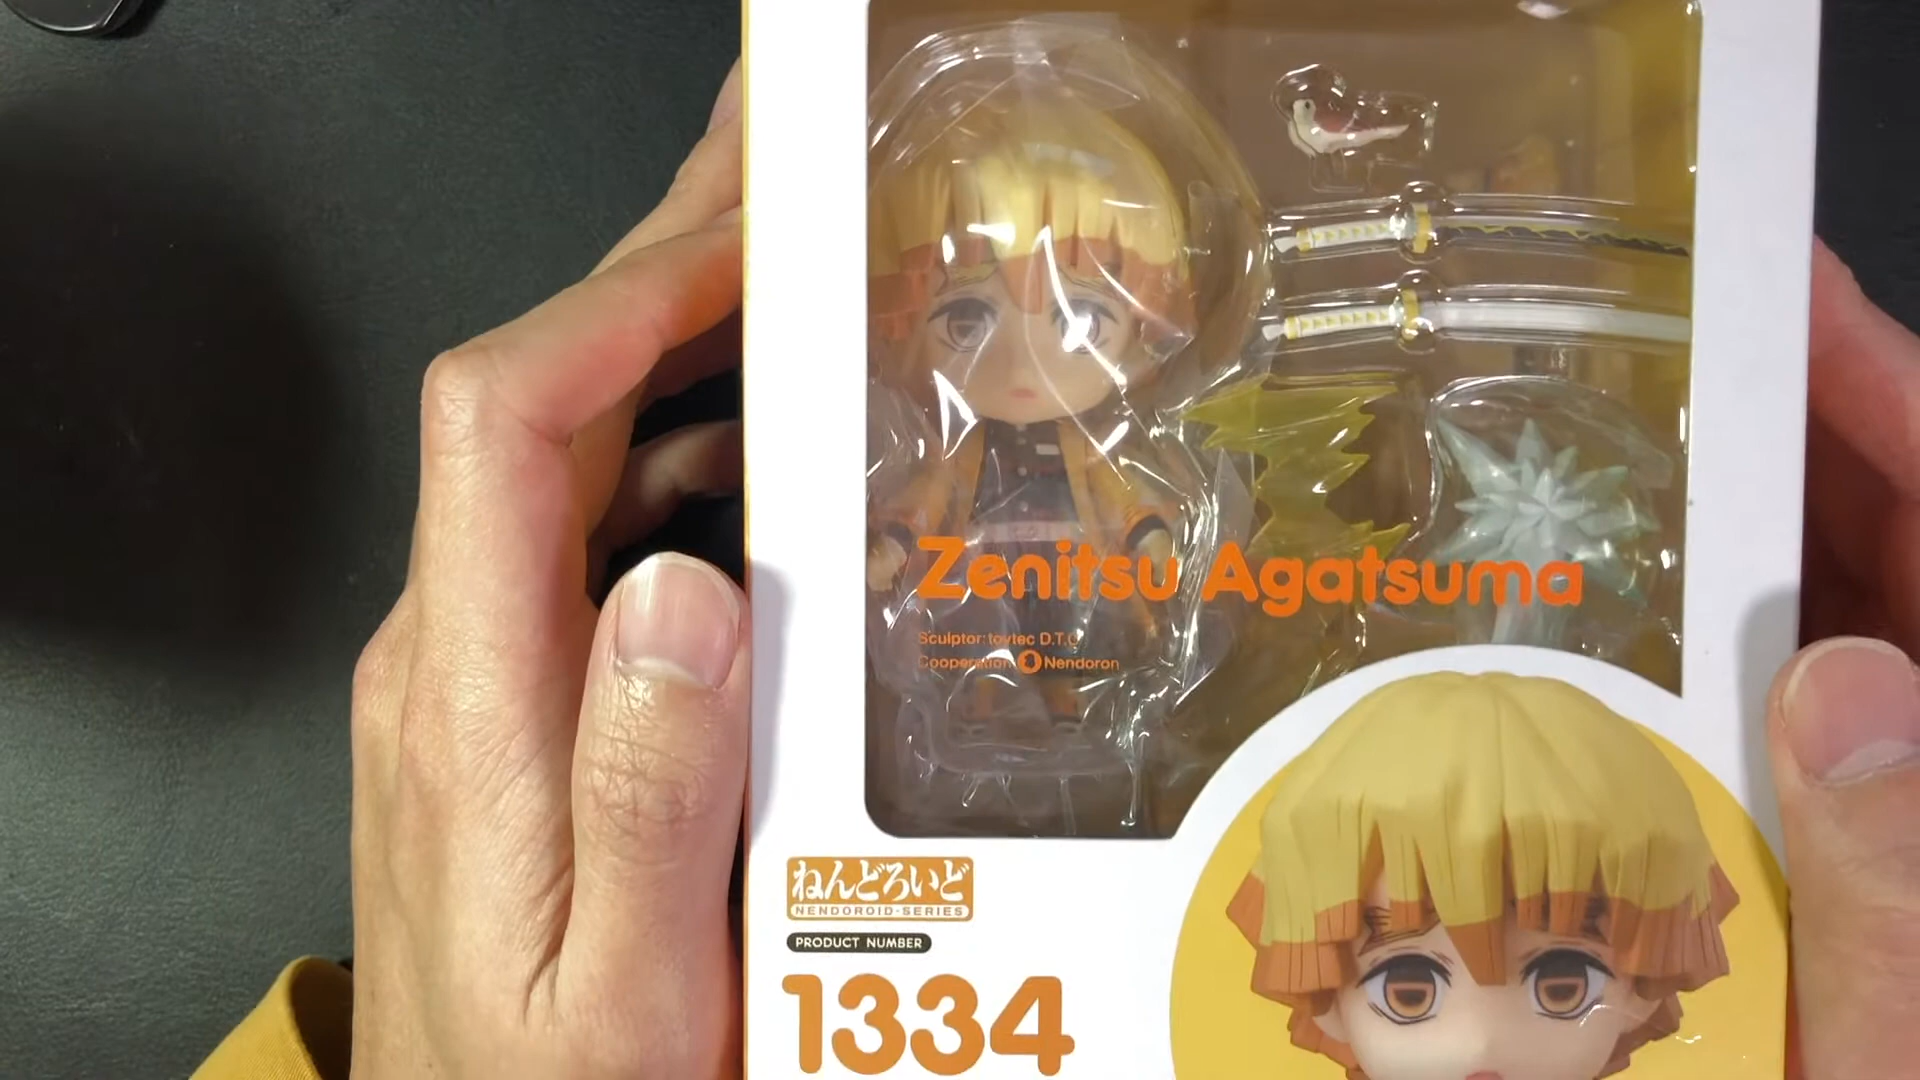 Zenitsu Agatsuma
Sculptor: toytec D.T.C
Cooperation: Nendoron
ねんどろいど
NENDOROID·SERIES
PRODUCT NUMBER
1334